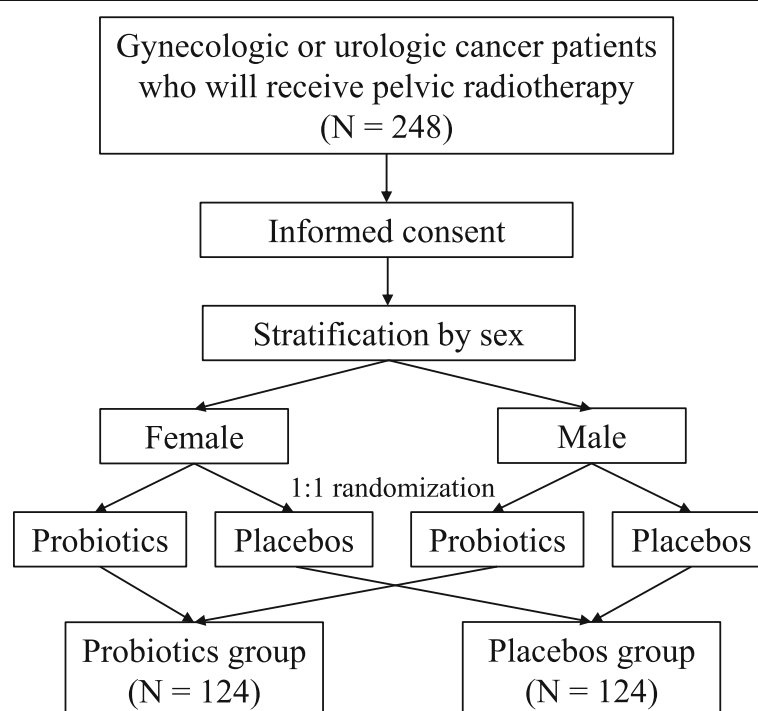 Gynecologic or urologic cancer patients
who will receive pelvic radiotherapy
(N = 248)
Informed consent
Stratification by sex
Female
Male
1:1 randomization
Probiotics
Placebos
Probiotics
Placebos
Probiotics group
(N = 124)
Placebos group
(N = 124)